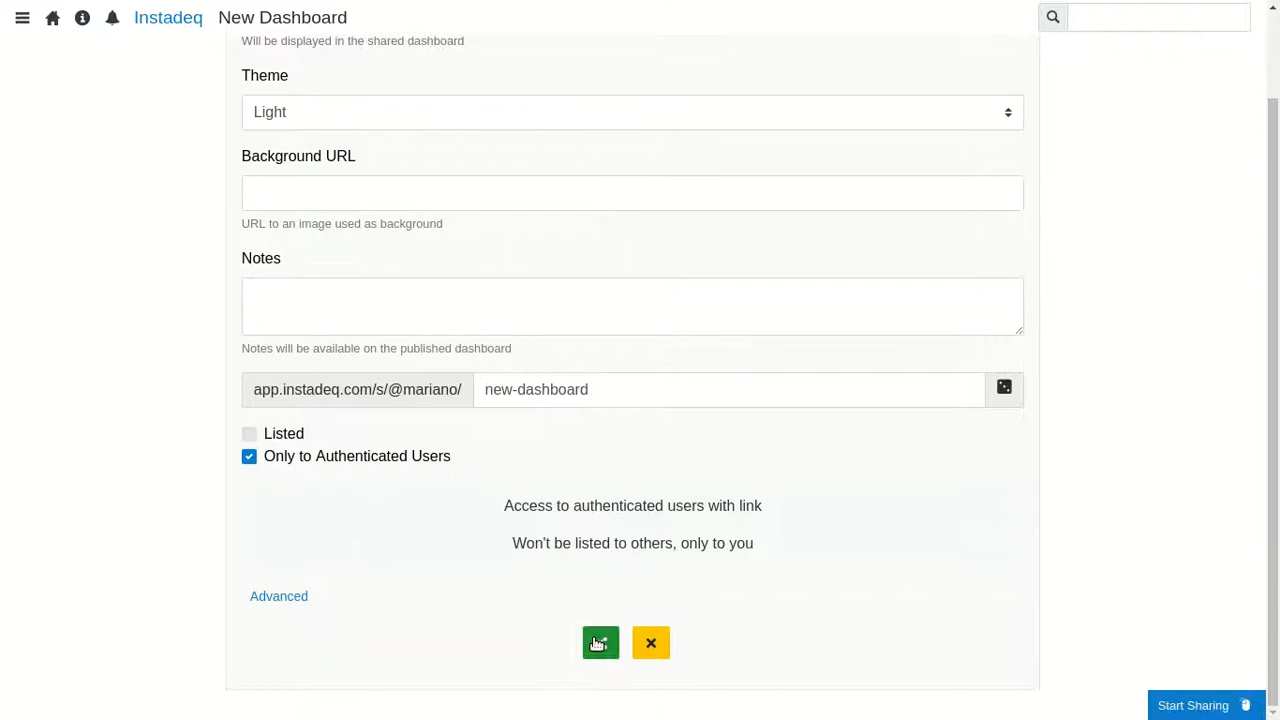 Instadeq New Dashboard
Will be displayed in the shared dashboard
Theme
Light
Background URL
URL to an image used as background
Notes
Notes will be available on the published dashboard
app.instadeq.com/s/@mariano/ new-dashboard
Listed
Only to Authenticated Users
Access to authenticated users with link
Won't be listed to others, only to you
Advanced
Start Sharing